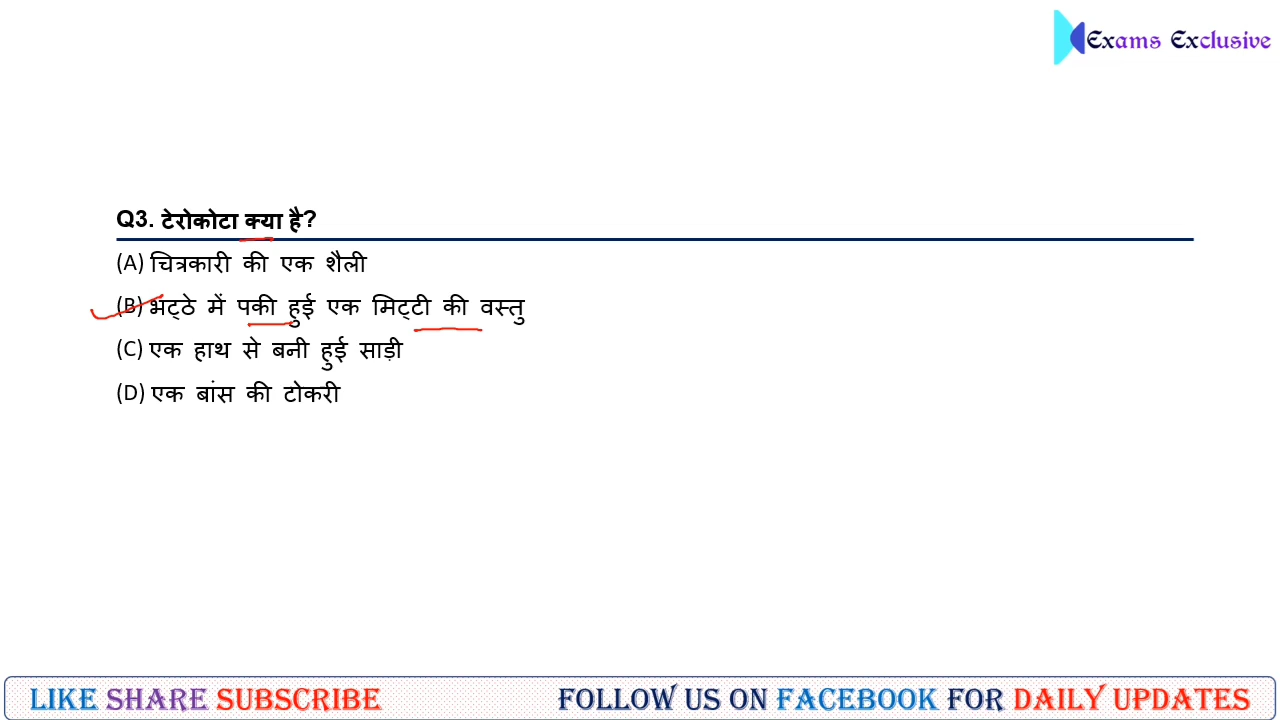 Exams Exclusive
Q3. टेरोकोटा क्या है?
(A) चित्रकारी की एक शैली
(B) भट्ठे में पकी हुई एक मिट्टी की वस्तु
(C) एक हाथ से बनी हुई साड़ी
(D) एक बांस की टोकरी
LIKE SHARE SUBSCRIBE FOLLOW US ON FACEBOOK FOR DAILY UPDATES